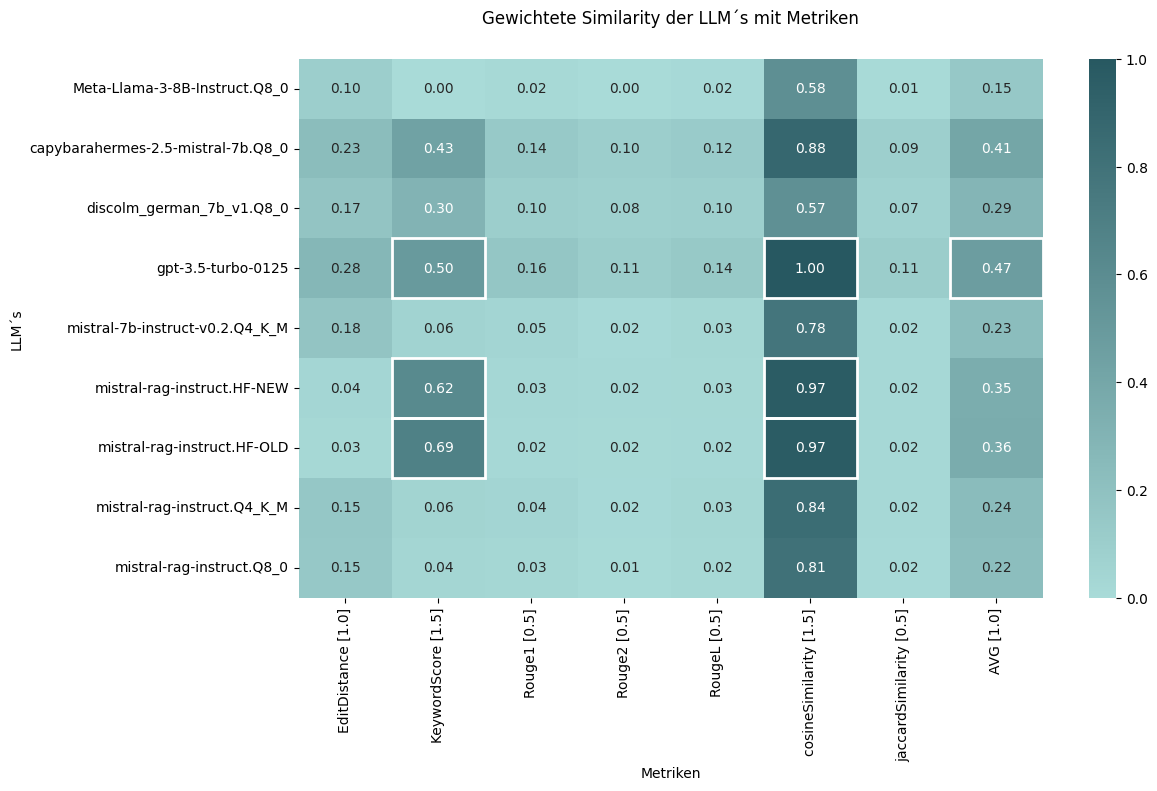 Gewichtete Similarity der LLM´s mit Metriken
LLM´s
Meta-Llama-3-8B-Instruct.Q8_0 0.10 0.00 0.02 0.00 0.02 0.58 0.01 0.15
capybarahermes-2.5-mistral-7b.Q8_0 0.23 0.43 0.14 0.10 0.12 0.88 0.09 0.41
discolm_german_7b_v1.Q8_0 0.17 0.30 0.10 0.08 0.10 0.57 0.07 0.29
gpt-3.5-turbo-0125 0.28 0.50 0.16 0.11 0.14 1.00 0.11 0.47
mistral-7b-instruct-v0.2.Q4_K_M 0.18 0.06 0.05 0.02 0.03 0.78 0.02 0.23
mistral-rag-instruct.HF-NEW 0.04 0.62 0.03 0.02 0.03 0.97 0.02 0.35
mistral-rag-instruct.HF-OLD 0.03 0.69 0.02 0.02 0.02 0.97 0.02 0.36
mistral-rag-instruct.Q4_K_M 0.15 0.06 0.04 0.02 0.03 0.84 0.02 0.24
mistral-rag-instruct.Q8_0 0.15 0.04 0.03 0.01 0.02 0.81 0.02 0.22
EditDistance [1.0]
KeywordScore [1.5]
Rouge1 [0.5]
Rouge2 [0.5]
RougeL [0.5]
cosineSimilarity [1.5]
jaccardSimilarity [0.5]
AVG [1.0]
Metriken
1.0
0.8
0.6
0.4
0.2
0.0